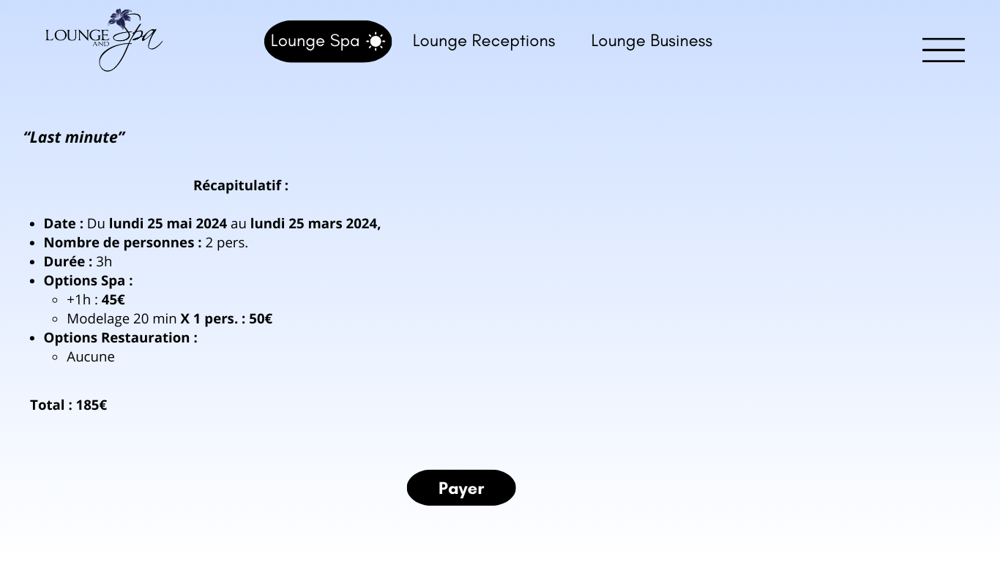 LOUNGE AND Spa
Lounge Spa
Lounge Receptions
Lounge Business
“Last minute”
Récapitulatif :
• Date : Du lundi 25 mai 2024 au lundi 25 mars 2024,
• Nombre de personnes : 2 pers.
• Durée : 3h
• Options Spa :
◦ +1h : 45€
◦ Modelage 20 min X 1 pers. : 50€
• Options Restauration :
◦ Aucune
Total : 185€
Payer